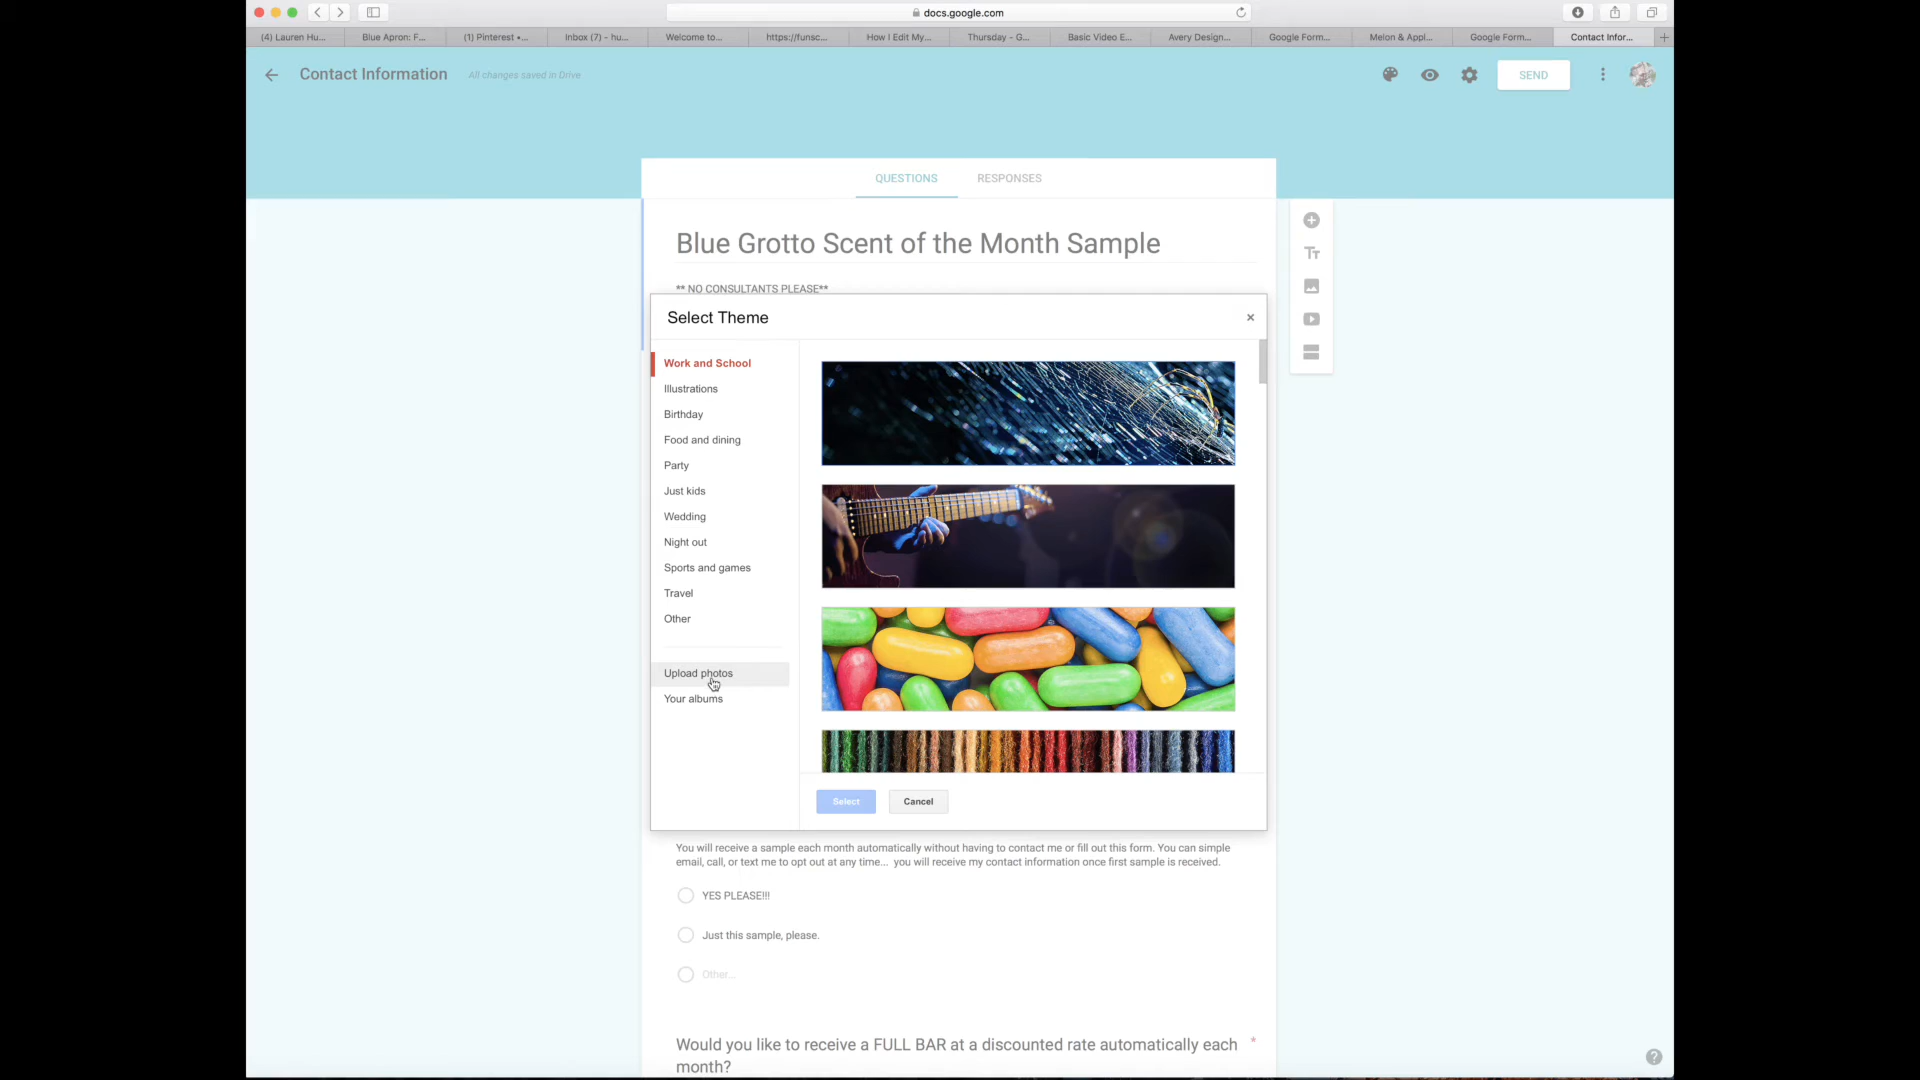 docs.google.com
(4) Lauren Hu...
Blue Apron: F...
(1) Pinterest •...
Inbox (7) - hu...
Welcome to...
https://funsc...
How I Edit My...
Thursday - G...
Basic Video E...
Avery Design...
Google Form...
Melon & Appl...
Google Form...
Contact Infor...
Contact Information
All changes saved in Drive
SEND
QUESTIONS
RESPONSES
Blue Grotto Scent of the Month Sample
** NO CONSULTANTS PLEASE**
Tт
Select Theme
×
Work and School
Illustrations
Birthday
Food and dining
Party
Just kids
Wedding
Night out
Sports and games
Travel
Other
Upload photos
Your albums
Select
Cancel
You will receive a sample each month automatically without having to contact me or fill out this form. You can simple
email, call, or text me to opt out at any time... you will receive my contact information once first sample is received.
YES PLEASE!!!
Just this sample, please.
Other...
Would you like to receive a FULL BAR at a discounted rate automatically each *
month?
?